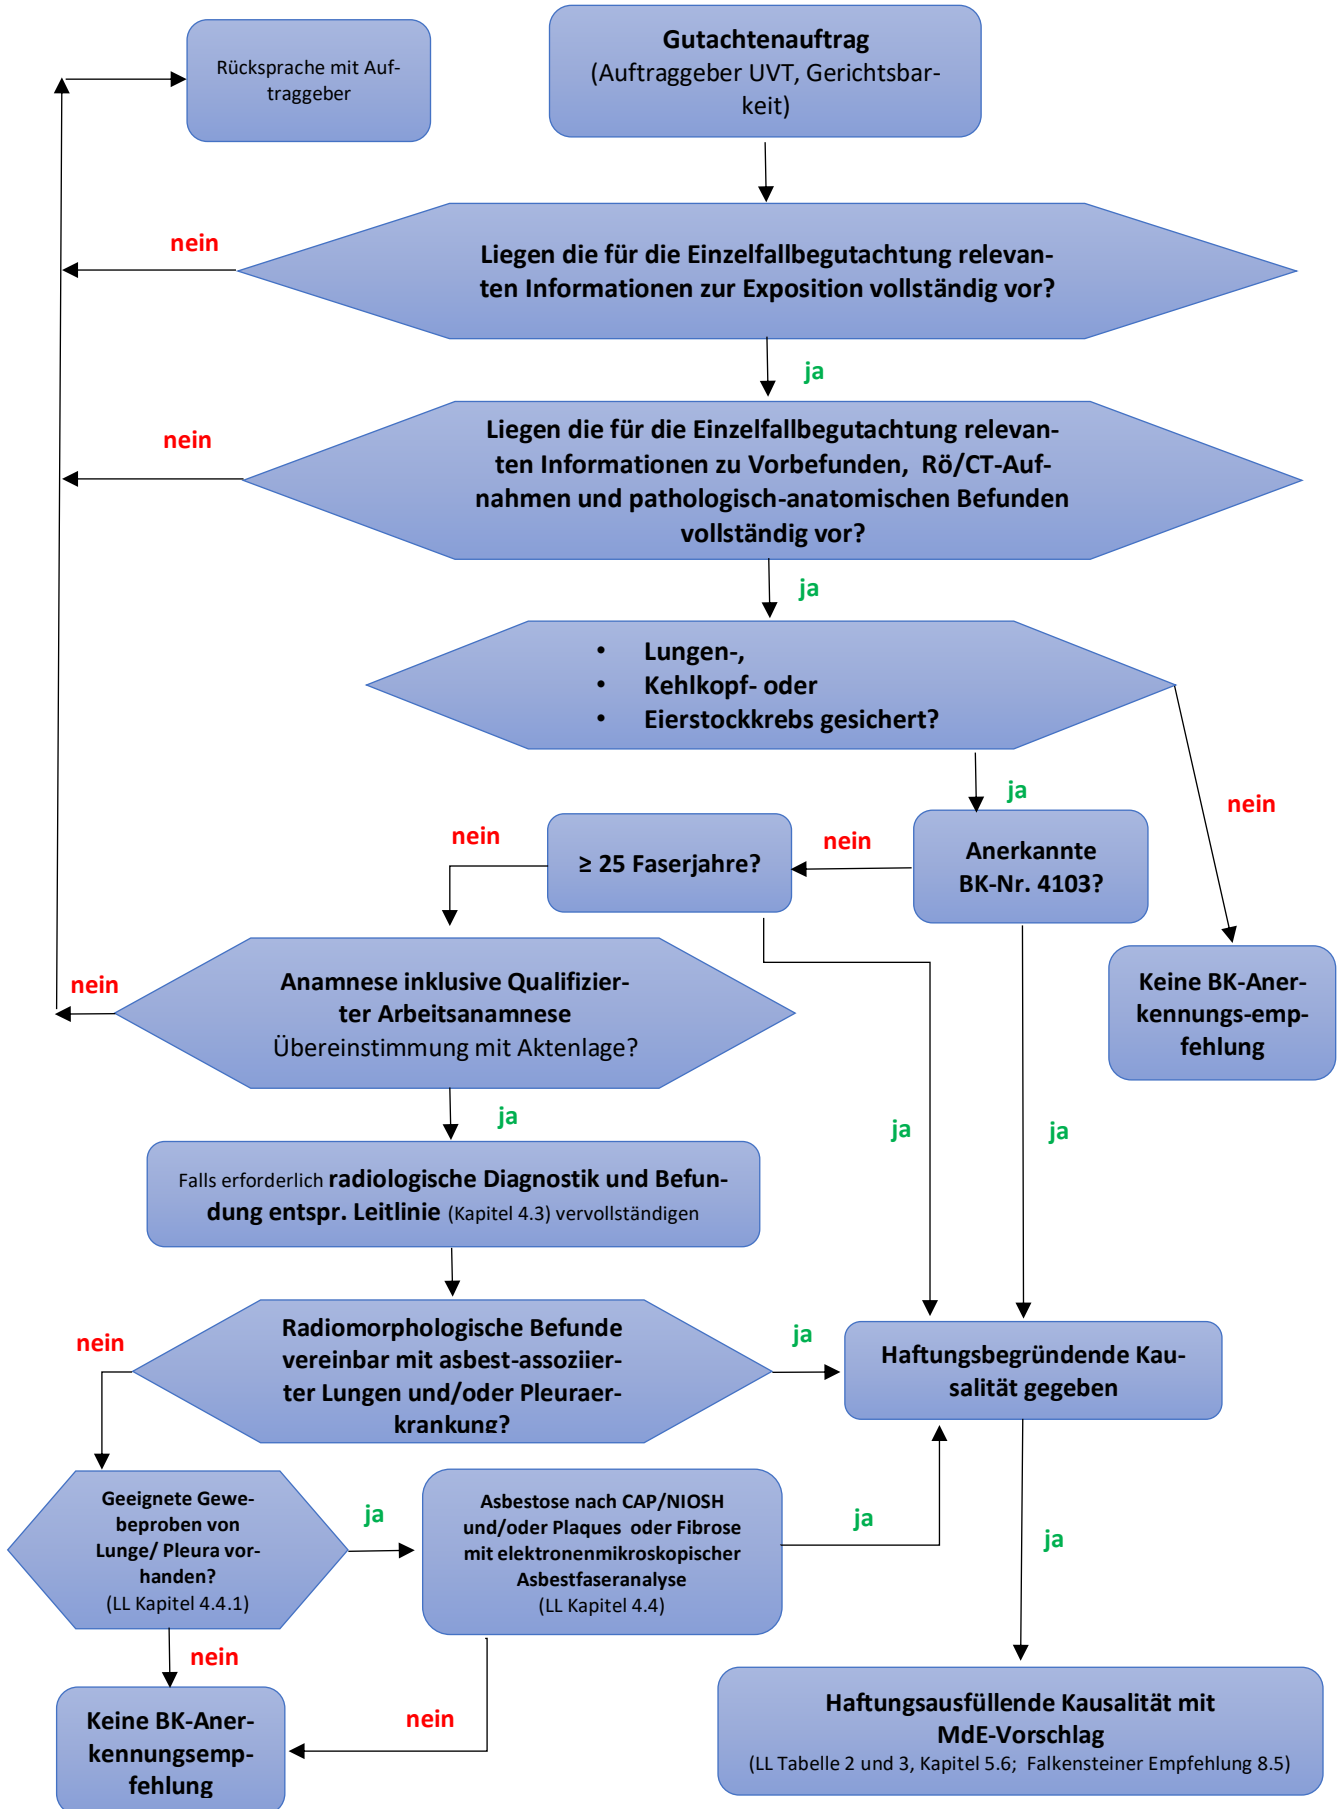 Rücksprache mit Auf-
traggeber
Gutachtenauftrag
(Auftraggeber UVT, Gerichtsbar-
keit)
nein
Liegen die für die Einzelfallbegutachtung relevan-
ten Informationen zur Exposition vollständig vor?
ja
nein
Liegen die für die Einzelfallbegutachtung relevan-
ten Informationen zu Vorbefunden, Rö/CT-Auf-
nahmen und pathologisch-anatomischen Befunden
vollständig vor?
ja
• Lungen-,
• Kehlkopf- oder
• Eierstockkrebs gesichert?
ja
nein
nein
≥ 25 Faserjahre?
nein
Anerkannte
BK-Nr. 4103?
Keine BK-Aner-
kennungs-emp-
fehlung
nein
Anamnese inklusive Qualifizier-
ter Arbeitsanamnese
Übereinstimmung mit Aktenlage?
ja
ja
ja
Falls erforderlich radiologische Diagnostik und Befun-
dung entspr. Leitlinie (Kapitel 4.3) vervollständigen
nein
Radiomorphologische Befunde
vereinbar mit asbest-assoziier-
ter Lungen und/oder Pleuraer-
krankung?
ja
Haftungsbegründende Kau-
salität gegeben
Geeignete Gewe-
beproben von
Lunge/ Pleura vor-
handen?
(LL Kapitel 4.4.1)
ja
Asbestose nach CAP/NIOSH
und/oder Plaques oder Fibrose
mit elektronenmikroskopischer
Asbestfaseranalyse
(LL Kapitel 4.4)
ja
ja
nein
nein
Keine BK-Aner-
kennungsemp-
fehlung
Haftungsausfüllende Kausalität mit
MdE-Vorschlag
(LL Tabelle 2 und 3, Kapitel 5.6; Falkensteiner Empfehlung 8.5)